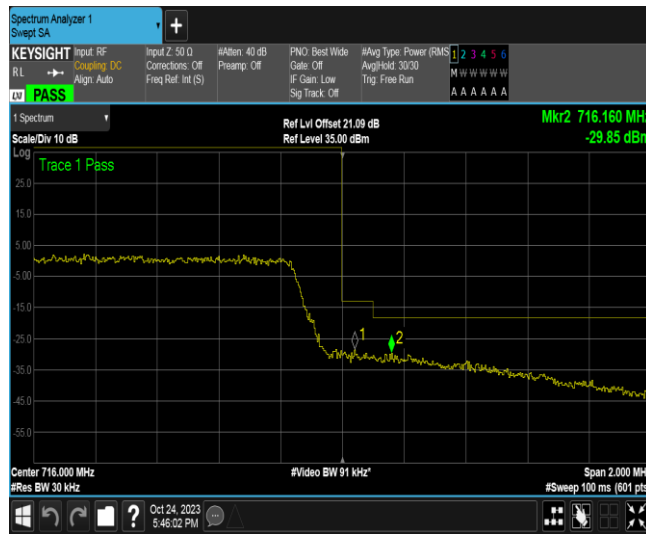 Spectrum Analyzer 1
Swept SA
+
KEYSIGHT
RL
LXI PASS
Input: RF
Coupling: DC
Align: Auto
Input Z: 50 Ω
Corrections: Off
Freq Ref: Int (S)
#Atten: 40 dB
Preamp: Off
PNO: Best Wide
Gate: Off
IF Gain: Low
Sig Track: Off
#Avg Type: Power (RMS
Avg|Hold: 30/30
Trig: Free Run
1 2 3 4 5 6
M W W W W W
A A A A A A
1 Spectrum
Scale/Div 10 dB
Ref Lvl Offset 21.09 dB
Ref Level 35.00 dBm
Mkr2 716.160 MHz
-29.85 dBm
Log
Trace 1 Pass
25.0
15.0
5.00
-5.00
-15.0
-25.0
-35.0
-45.0
-55.0
1
2
Center 716.000 MHz
#Res BW 30 kHz
#Video BW 91 kHz*
Span 2.000 MHz
#Sweep 100 ms (601 pts
?
Oct 24, 2023
5:46:02 PM